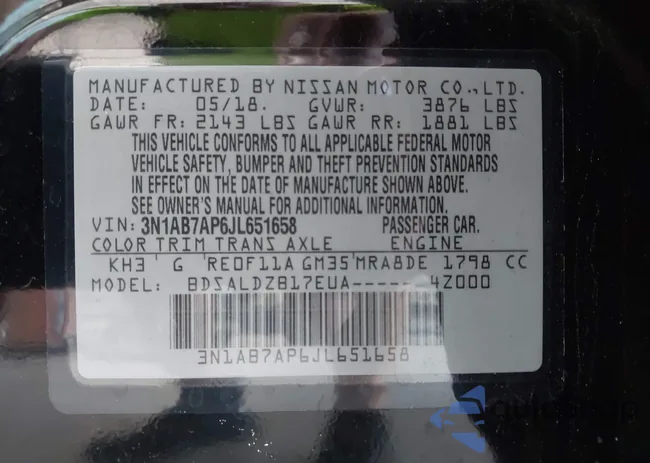 MANUFACTURED BY NISSAN MOTOR CO.,LTD.
DATE: 05/18. GVWR: 3876 LBS
GAWR FR: 2143 LBS GAWR RR: 1881 LBS
THIS VEHICLE CONFORMS TO ALL APPLICABLE FEDERAL MOTOR
VEHICLE SAFETY, BUMPER AND THEFT PREVENTION STANDARDS
IN EFFECT ON THE DATE OF MANUFACTURE SHOWN ABOVE.
SEE OWNER'S MANUAL FOR ADDITIONAL INFORMATION.
VIN: 3N1AB7AP6JL651658 PASSENGER CAR.
COLOR TRIM TRANS AXLE ENGINE
KH3 G RE0F11A GM35 MRA8DE 1798 CC
MODEL: BDSALDZB17EUA-----4Z000
3N1AB7AP6JL651658